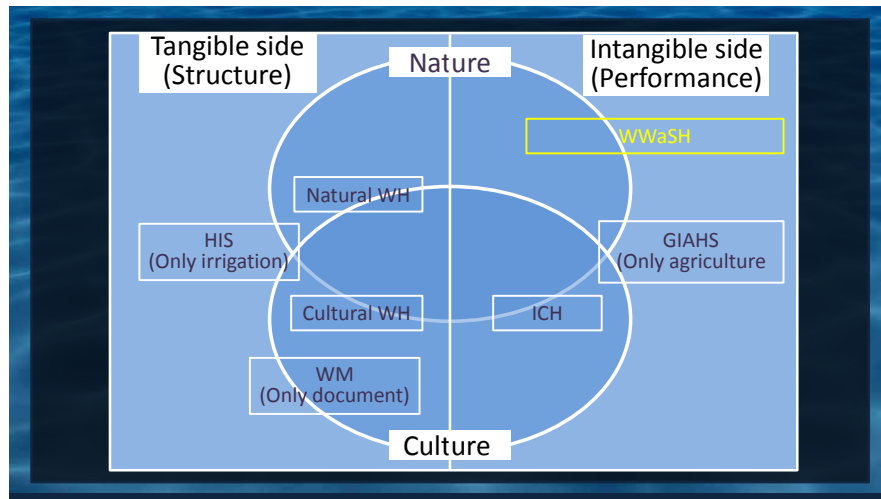 Tangible side
(Structure)
Nature
Intangible side
(Performance)
WWaSH
Natural WH
HIS
(Only irrigation)
GIAHS
(Only agriculture
Cultural WH
ICH
WM
(Only document)
Culture